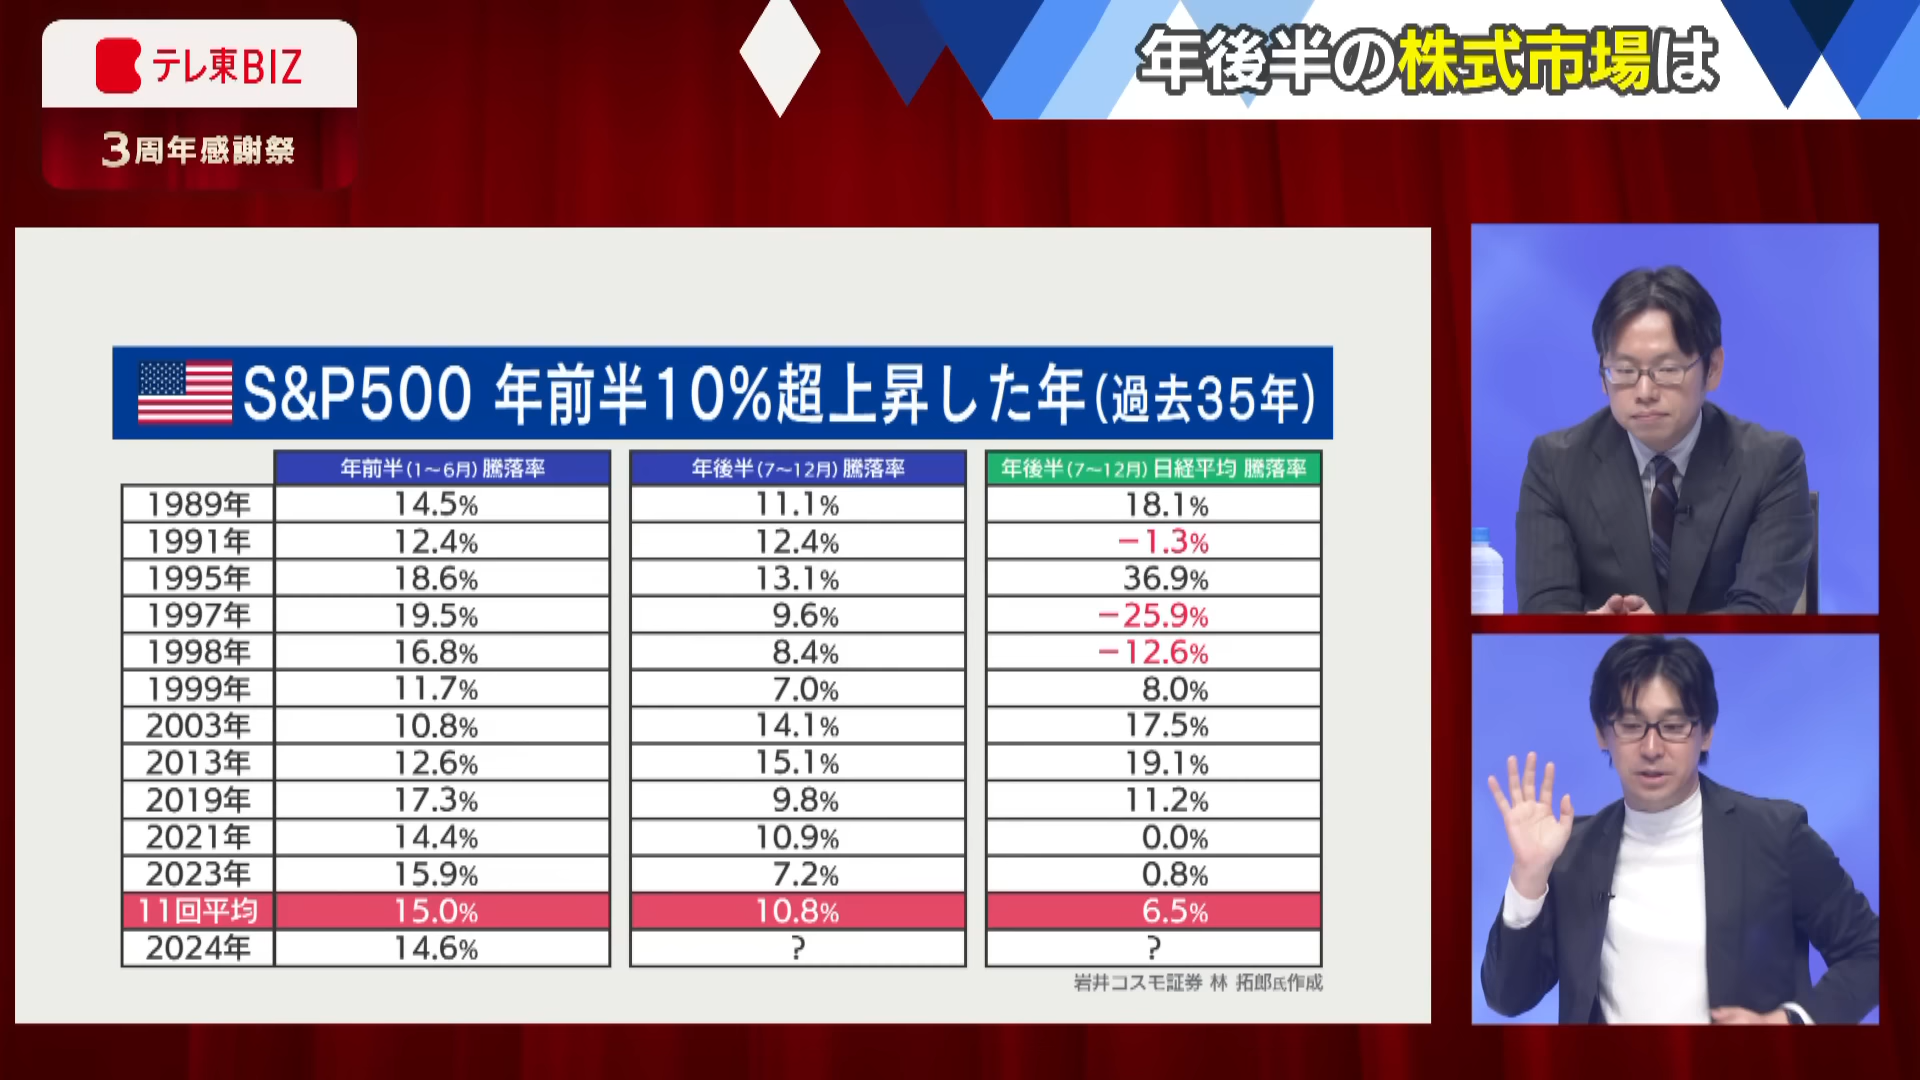 テレ東BIZ
3周年感謝祭
年後半の株式市場は
S&P500 年前半10%超上昇した年(過去35年)
年前半(1〜6月)騰落率 年後半(7〜12月)騰落率 年後半(7〜12月)日経平均 騰落率
1989年 14.5% 11.1% 18.1%
1991年 12.4% 12.4% −1.3%
1995年 18.6% 13.1% 36.9%
1997年 19.5% 9.6% −25.9%
1998年 16.8% 8.4% −12.6%
1999年 11.7% 7.0% 8.0%
2003年 10.8% 14.1% 17.5%
2013年 12.6% 15.1% 19.1%
2019年 17.3% 9.8% 11.2%
2021年 14.4% 10.9% 0.0%
2023年 15.9% 7.2% 0.8%
11回平均 15.0% 10.8% 6.5%
2024年 14.6% ? ?
岩井コスモ証券 林 拓郎氏作成